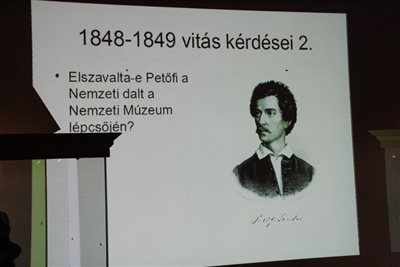 1848-1849 vitás kérdései 2.
• Elszavalta-e Petőfi a
Nemzeti dalt a
Nemzeti Múzeum
lépcsőjén?